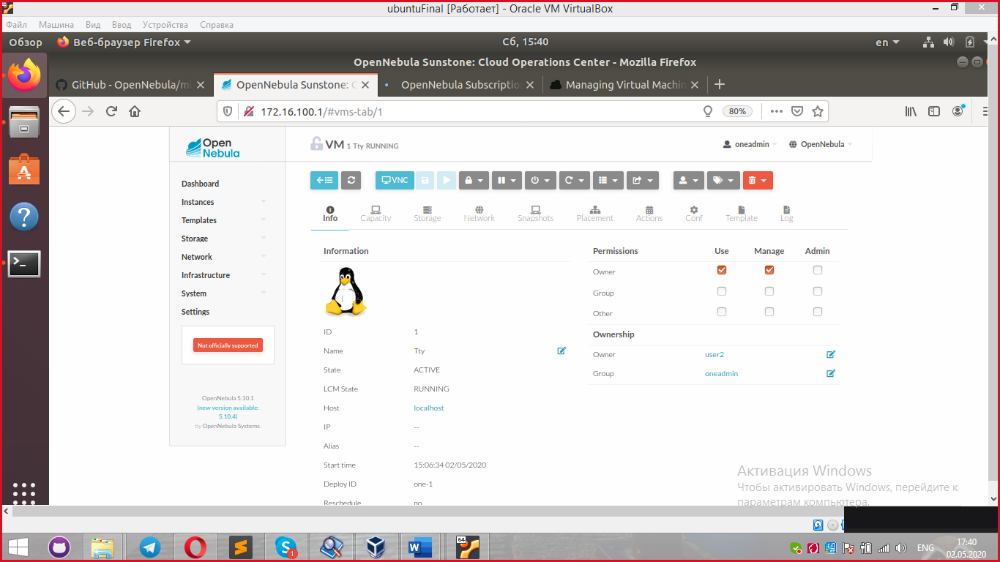 ubuntuFinal [Работает] - Oracle VM VirtualBox
Файл Машина Вид Ввод Устройства Справка
Обзор Веб-браузер Firefox Сб, 15:40 en
OpenNebula Sunstone: Cloud Operations Center - Mozilla Firefox
GitHub - OpenNebula/mi OpenNebula Sunstone: C OpenNebula Subscriptio Managing Virtual Machin
172.16.100.1/#vms-tab/1 80%
Open
Nebula
VM 1 Tty RUNNING
oneadmin OpenNebula
VNC
Dashboard
Instances
Templates
Storage
Network
Infrastructure
System
Settings
Not officially supported
OpenNebula 5.10.1
(new version available:
5.10.4)
by OpenNebula Systems.
Info Capacity Storage Network Snapshots Placement Actions Conf Template Log
Information
ID 1
Name Tty
State ACTIVE
LCM State RUNNING
Host localhost
IP --
Alias --
Start time 15:06:34 02/05/2020
Deploy ID one-1
Reschedule no
Permissions Use Manage Admin
Owner
Group
Other
Ownership
Owner user2
Group oneadmin
Активация Windows
Чтобы активировать Windows, перейдите к
параметрам компьютера.
64
1
ENG
17:40
02.05.2020